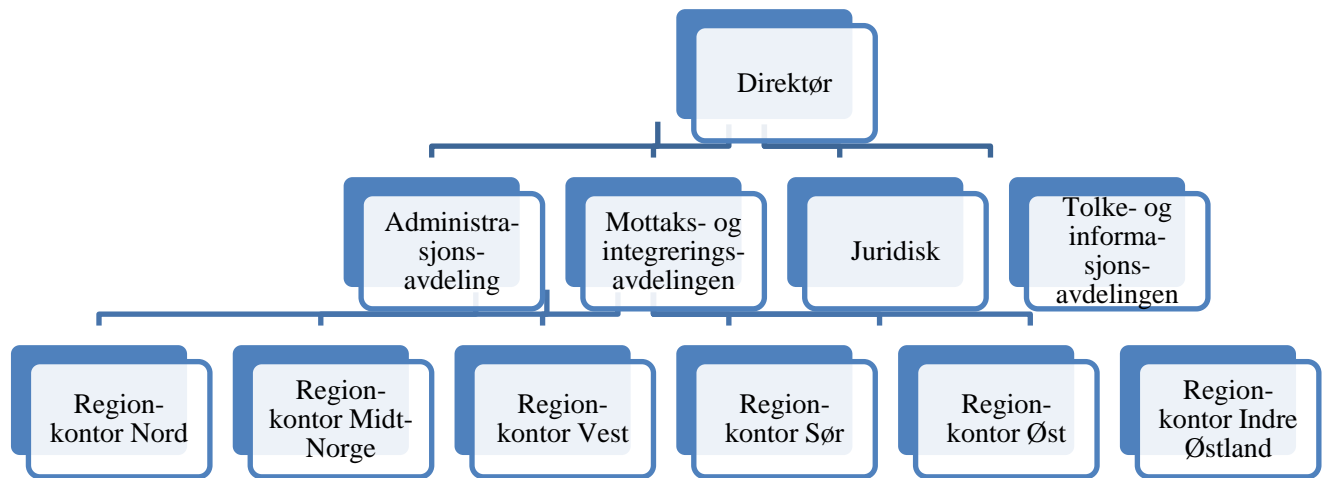 Direktør
Administra-
sjons-
avdeling
Mottaks- og
integrerings-
avdelingen
Juridisk
Tolke- og
informa-
sjons-
avdelingen
Region-
kontor Nord
Region-
kontor Midt-
Norge
Region-
kontor Vest
Region-
kontor Sør
Region-
kontor Øst
Region-
kontor Indre
Østland